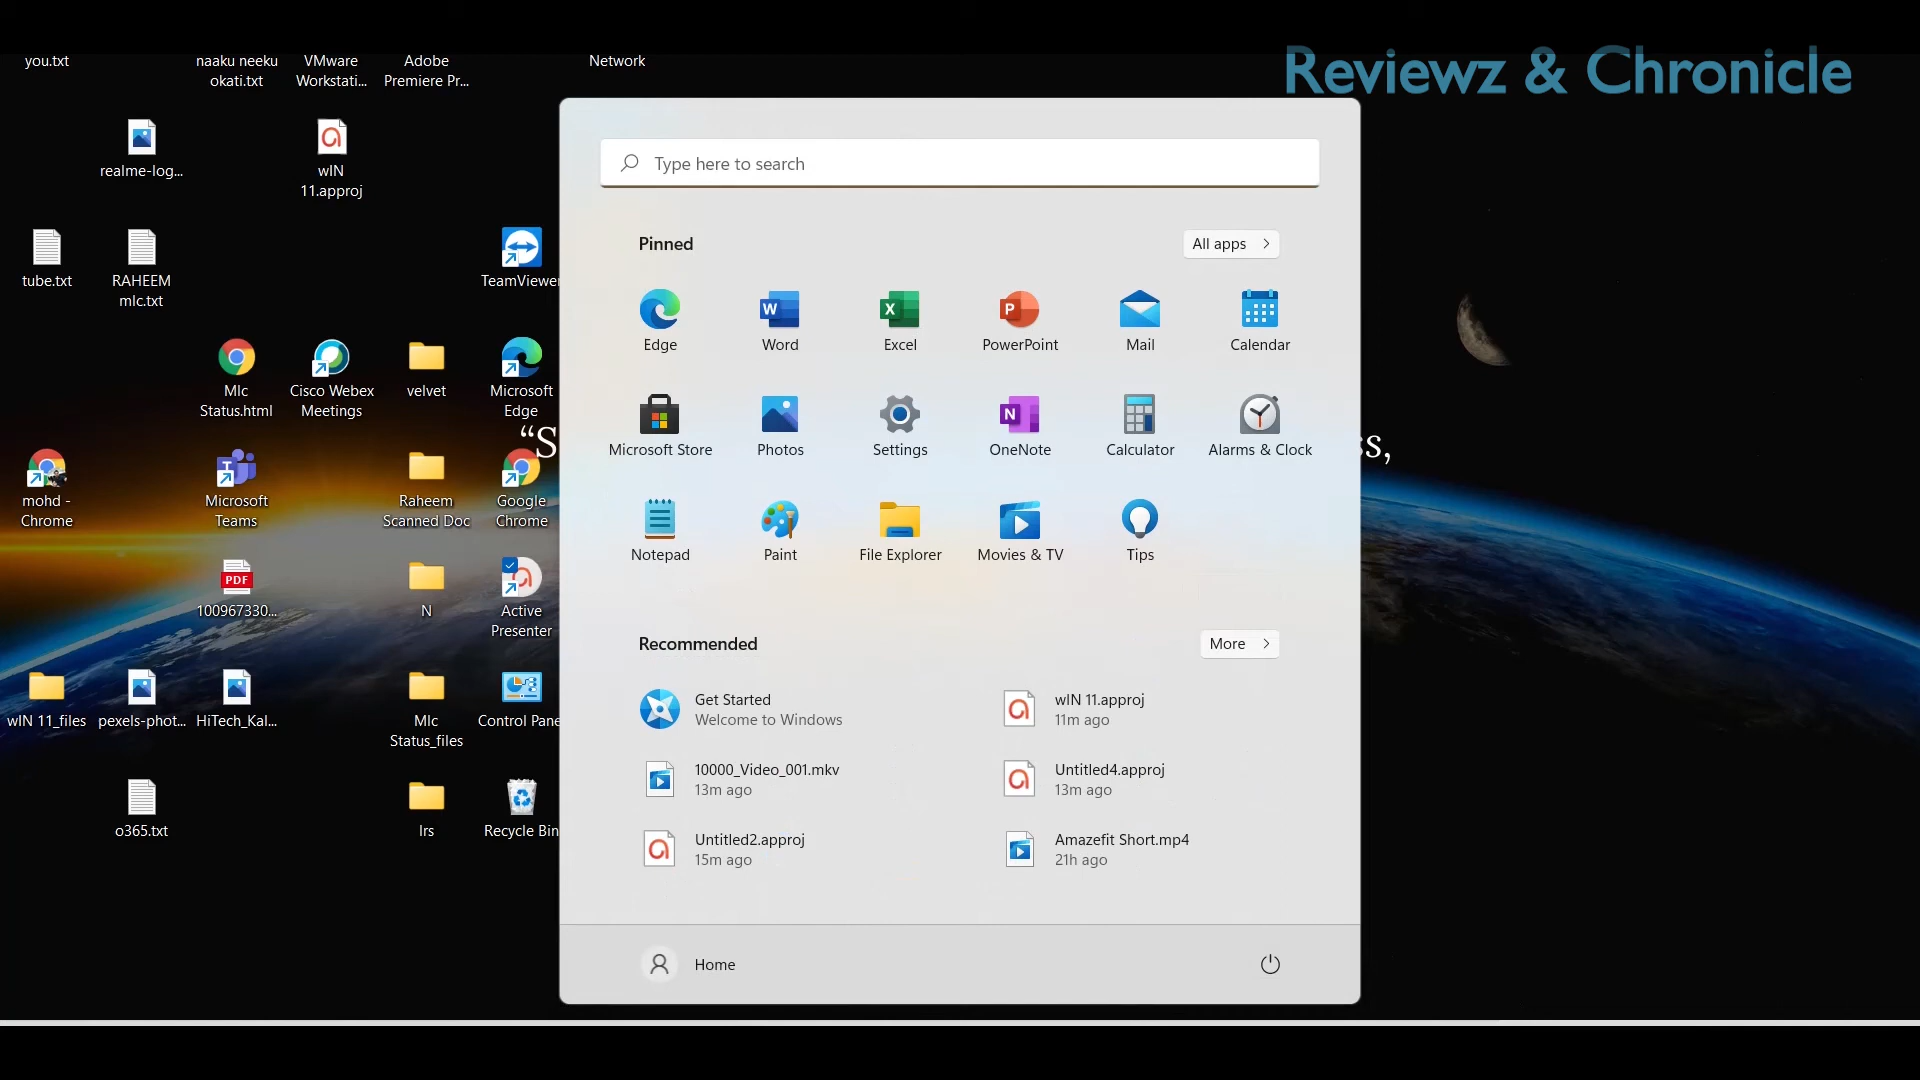 Reviewz & Chronicle
you.txt
naaku neeku
okati.txt
VMware
Workstati...
Adobe
Premiere Pr...
Network
realme-log...
wIN
11.approj
tube.txt
RAHEEM
mlc.txt
TeamViewer
Mlc
Status.html
Cisco Webex
Meetings
velvet
Microsoft
Edge
“S
ss,
mohd -
Chrome
Microsoft
Teams
Raheem
Scanned Doc
Google
Chrome
PDF
100967330...
N
Active
Presenter
wIN 11_files
pexels-phot...
HiTech_Kal...
Mlc
Status_files
Control Pane
o365.txt
Irs
Recycle Bin
Type here to search
Pinned
All apps
Edge
Word
Excel
PowerPoint
Mail
Calendar
Microsoft Store
Photos
Settings
OneNote
Calculator
Alarms & Clock
Notepad
Paint
File Explorer
Movies & TV
Tips
Recommended
More
Get Started
Welcome to Windows
wIN 11.approj
11m ago
10000_Video_001.mkv
13m ago
Untitled4.approj
13m ago
Untitled2.approj
15m ago
Amazefit Short.mp4
21h ago
Home